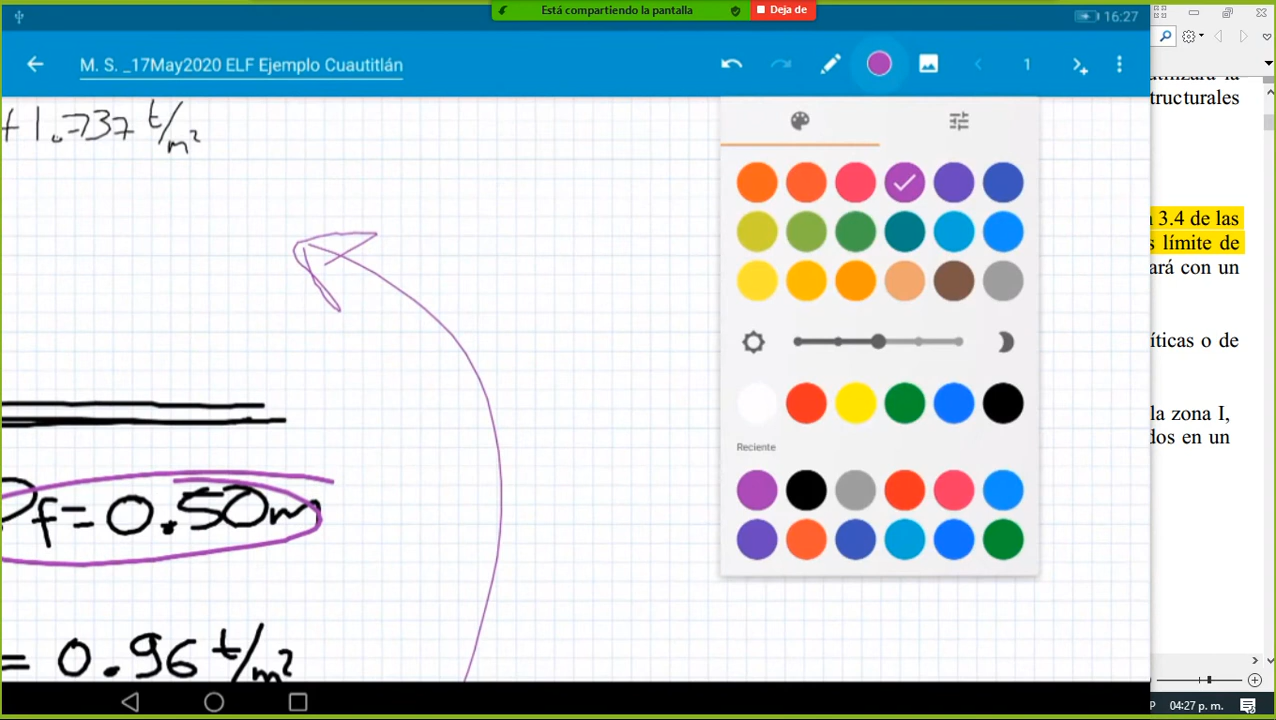 Está compartiendo la pantalla
Deja de
16:27
M. S. _17May2020 ELF Ejemplo Cuautitlán
1
+1.737 t/m²
Reciente
f=0.50m
= 0.96 t/m²
utilizará la
tructurales
3.4 de las
s límite de
ará con un
íticas o de
la zona I,
dos en un
P 04:27 p. m.